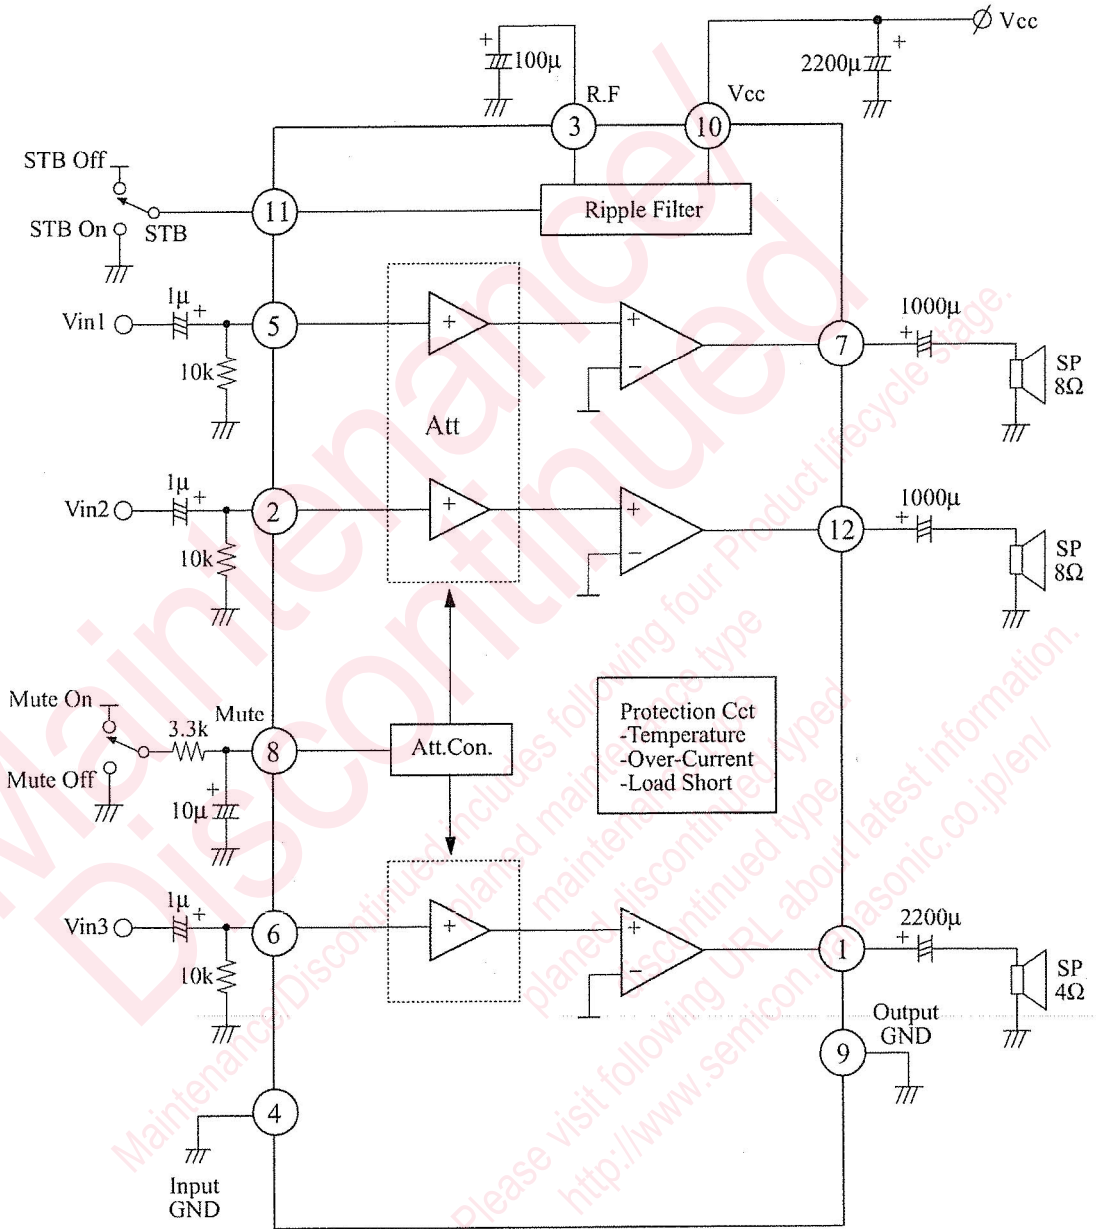 Vcc
+
100μ
2200μ
+
R.F
Vcc
3
10
STB Off
11
Ripple Filter
STB On
STB
1μ
+
Vin1
5
+
+
1000μ
+
7
10k
−
SP
8Ω
Att
1μ
+
Vin2
2
+
+
1000μ
+
12
10k
−
SP
8Ω
Mute On
3.3k
Mute
8
Att.Con.
Mute Off
+
10μ
Protection Cct
-Temperature
-Over-Current
-Load Short
1μ
+
Vin3
6
+
+
2200μ
+
1
10k
−
SP
4Ω
Output
GND
9
4
Input
GND
Maintenance/
Discontinued
Maintenance/Discontinued includes following four Product lifecycle stage.
planed maintenance type
maintenance type
planed discontinued typed
discontinued type
Please visit following URL about latest information.
http://www.semicon.panasonic.co.jp/en/